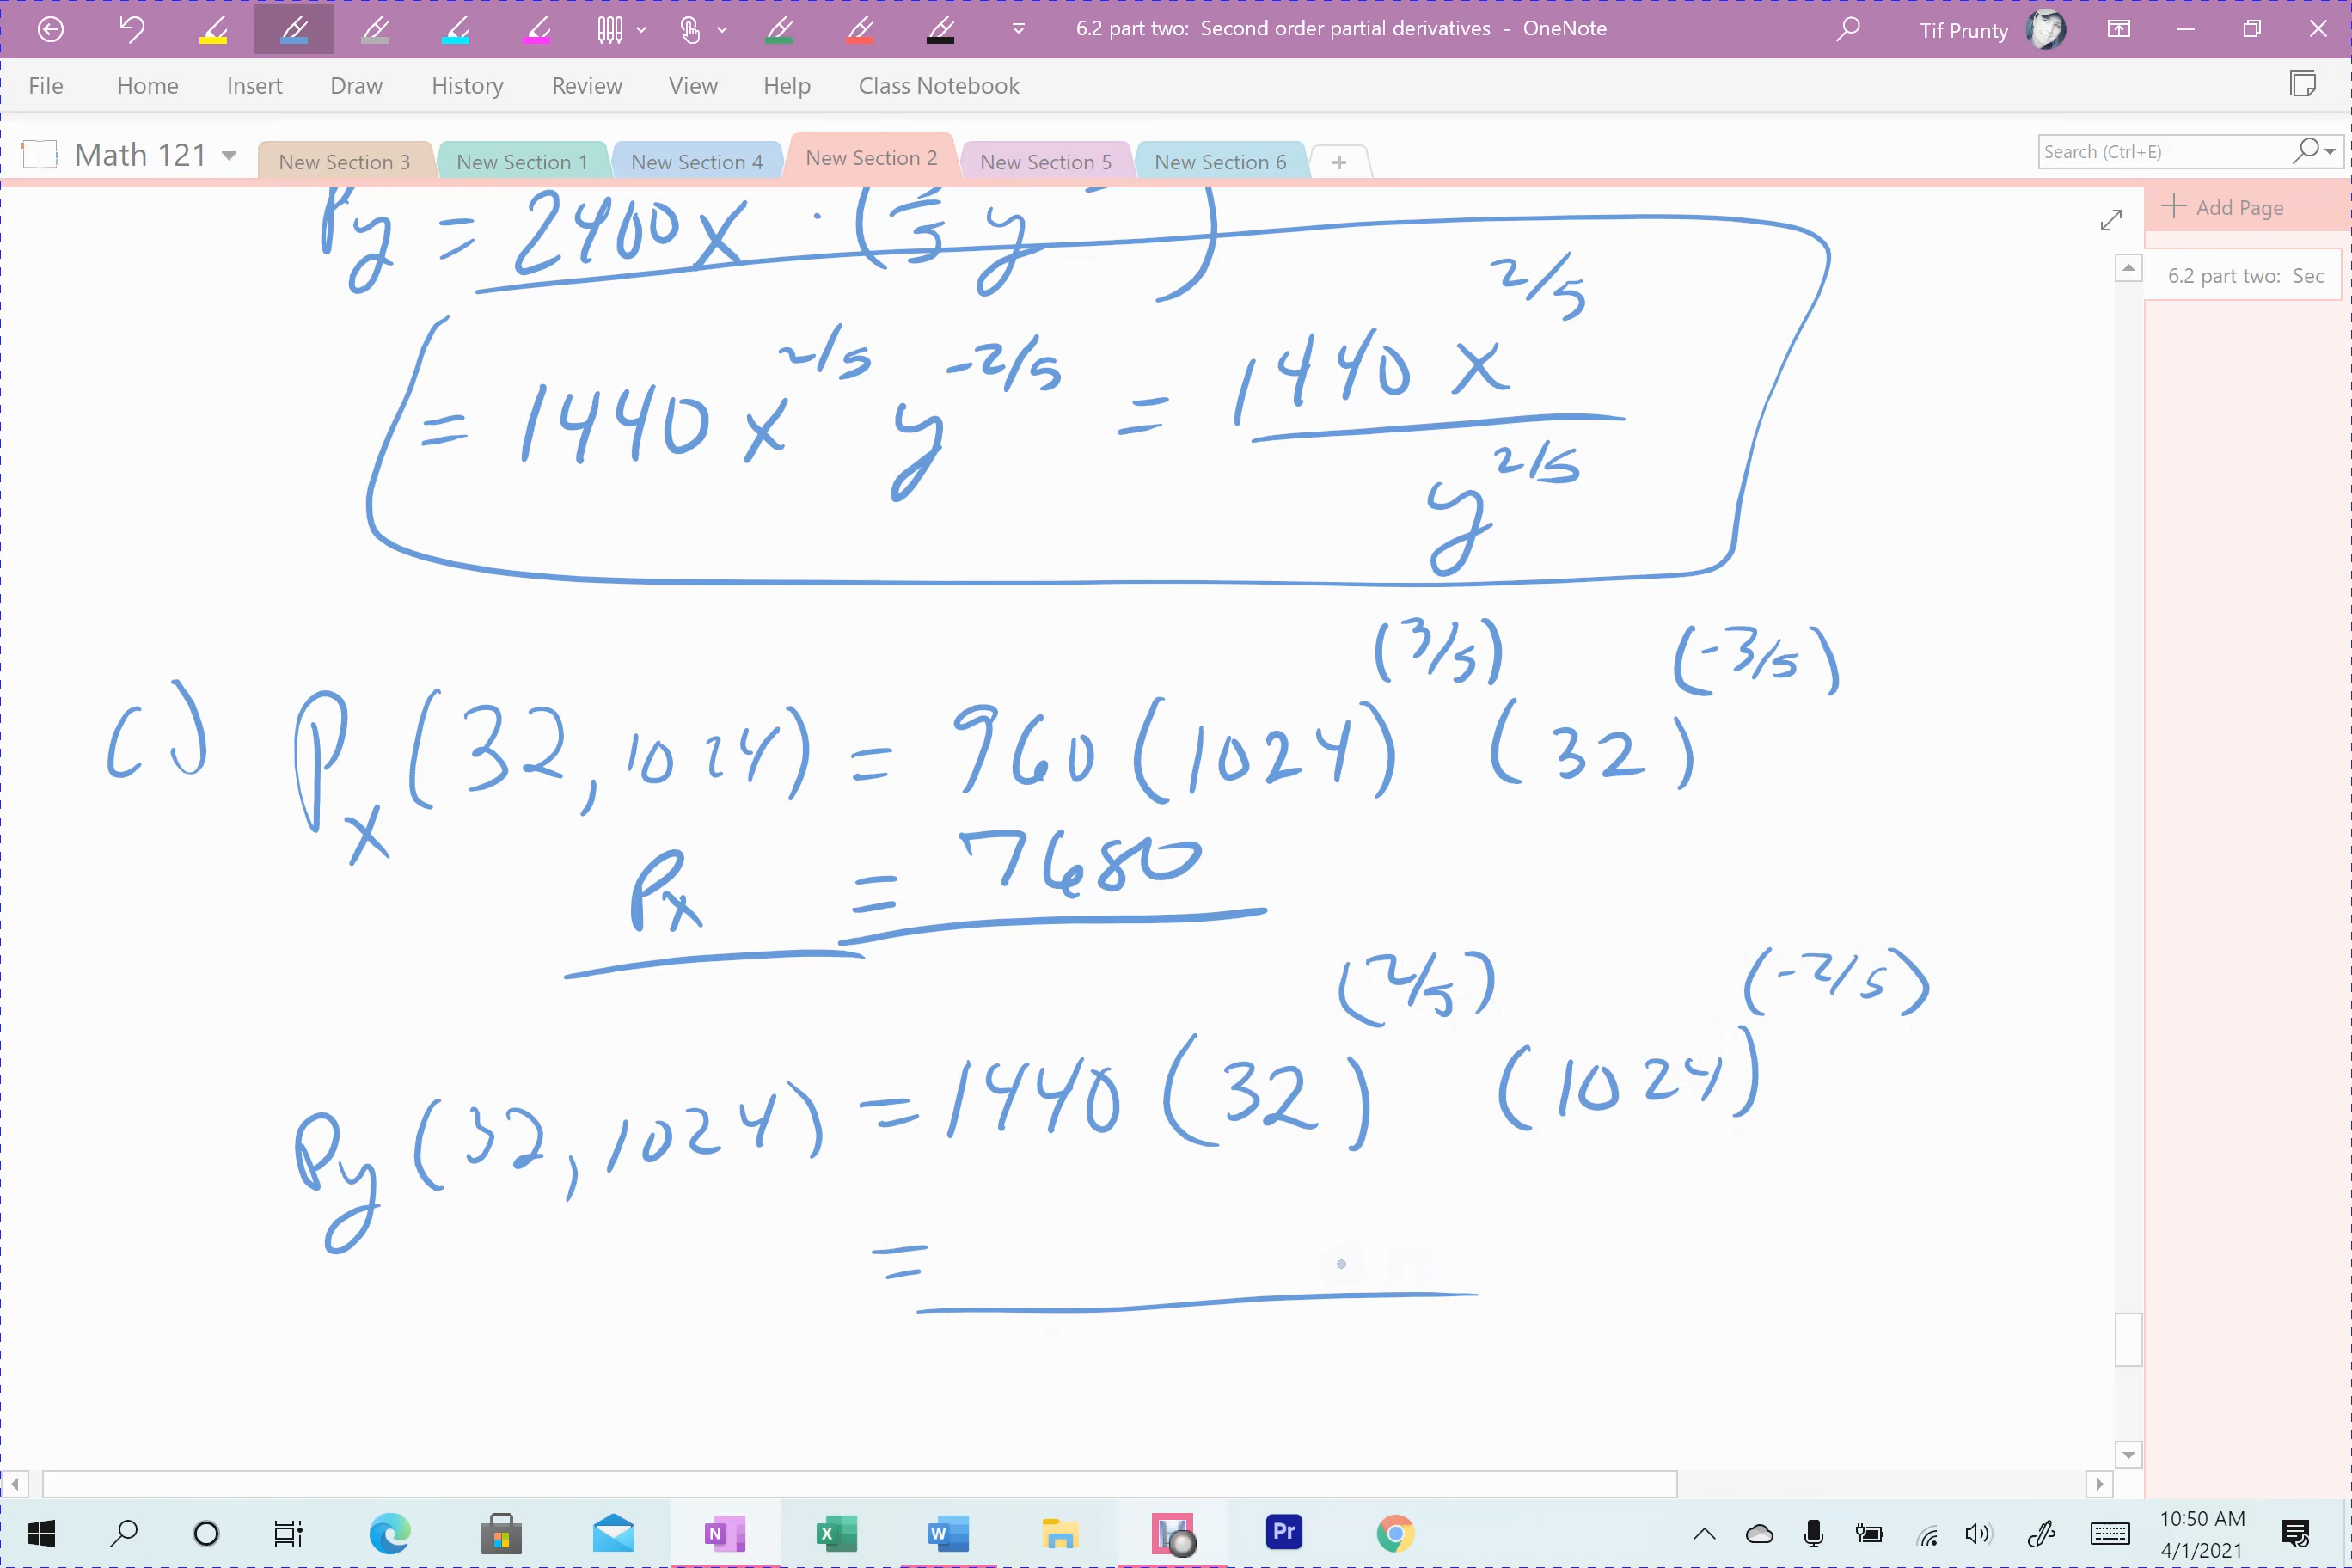 6.2 part two: Second order partial derivatives - OneNote
Tif Prunty
File Home Insert Draw History Review View Help Class Notebook
Math 121
New Section 3 New Section 1 New Section 4 New Section 2 New Section 5 New Section 6 +
Search (Ctrl+E)
+ Add Page
6.2 part two: Sec
Py = 2400x · (3/5 y )
= 1440 x^2/5 y^-2/5 = 1440 x^2/5 / y^2/5
c) Px (32, 1024) = 960 (1024)^(3/5) (32)^(-3/5)
Px = 7680
Py (32, 1024) = 1440 (32)^(2/5) (1024)^(-2/5)
=
N
X
W
Pr
10:50 AM
4/1/2021